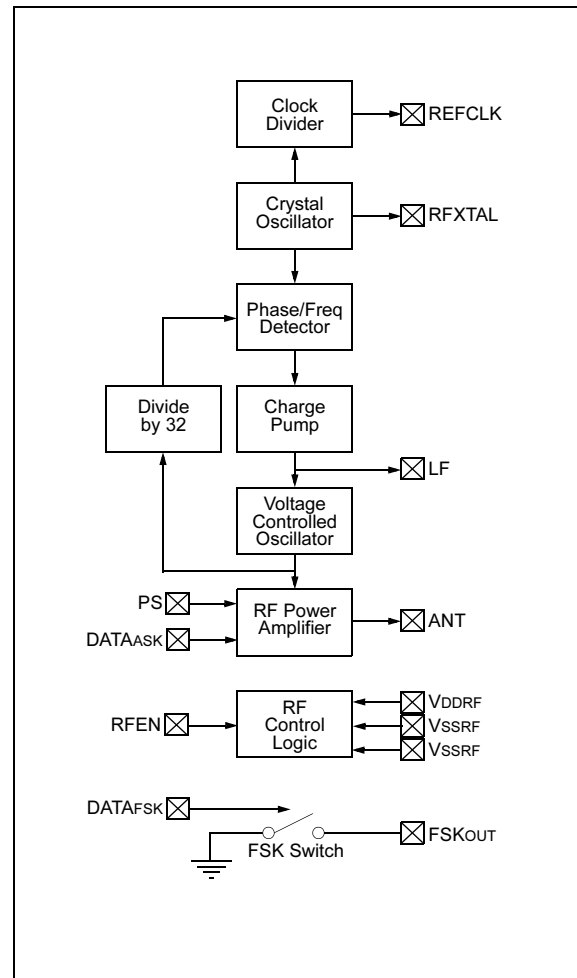 Clock
Divider
REFCLK
Crystal
Oscillator
RFXTAL
Phase/Freq
Detector
Divide
by 32
Charge
Pump
LF
Voltage
Controlled
Oscillator
PS
RF Power
Amplifier
ANT
DATAASK
RFEN
RF
Control
Logic
VDDRF
VSSRF
VSSRF
DATAFSK
FSKOUT
FSK Switch